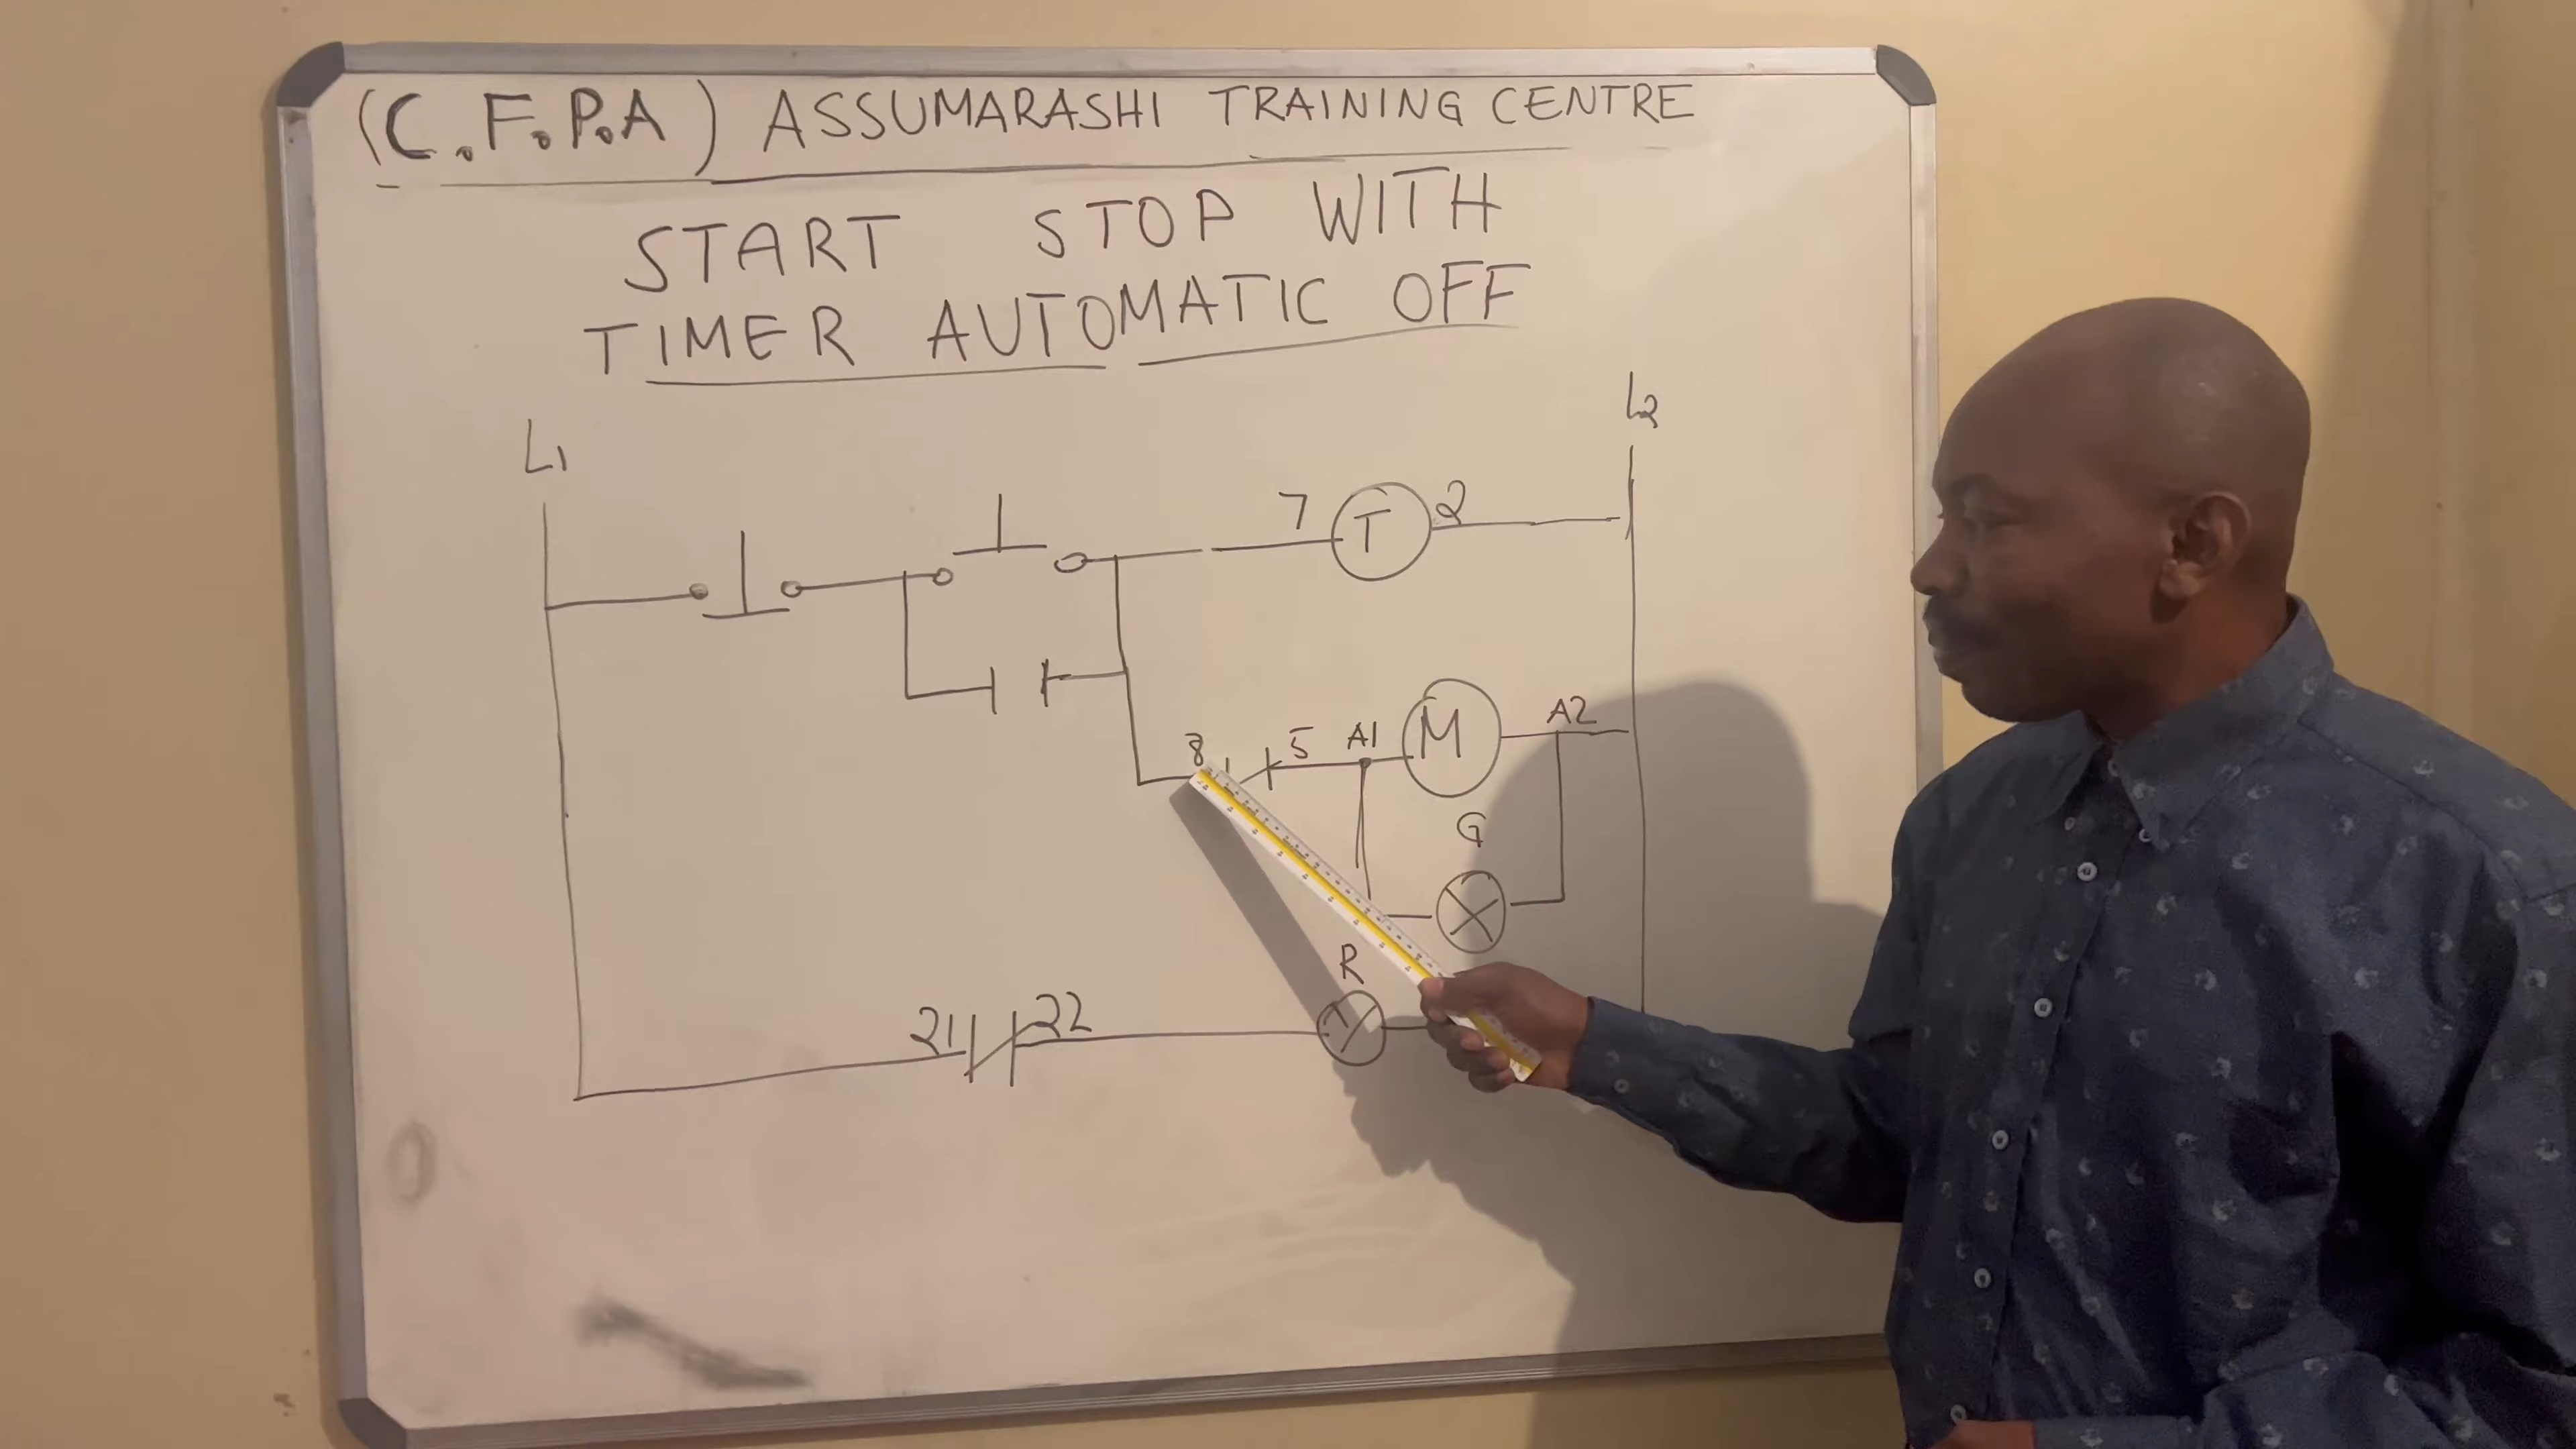 (C.F.P.A) ASSUMARASHI TRAINING CENTRE
START STOP WITH
TIMER AUTOMATIC OFF
L1
L2
7 T 2
8 5 A1 M A2
G
R
21 22